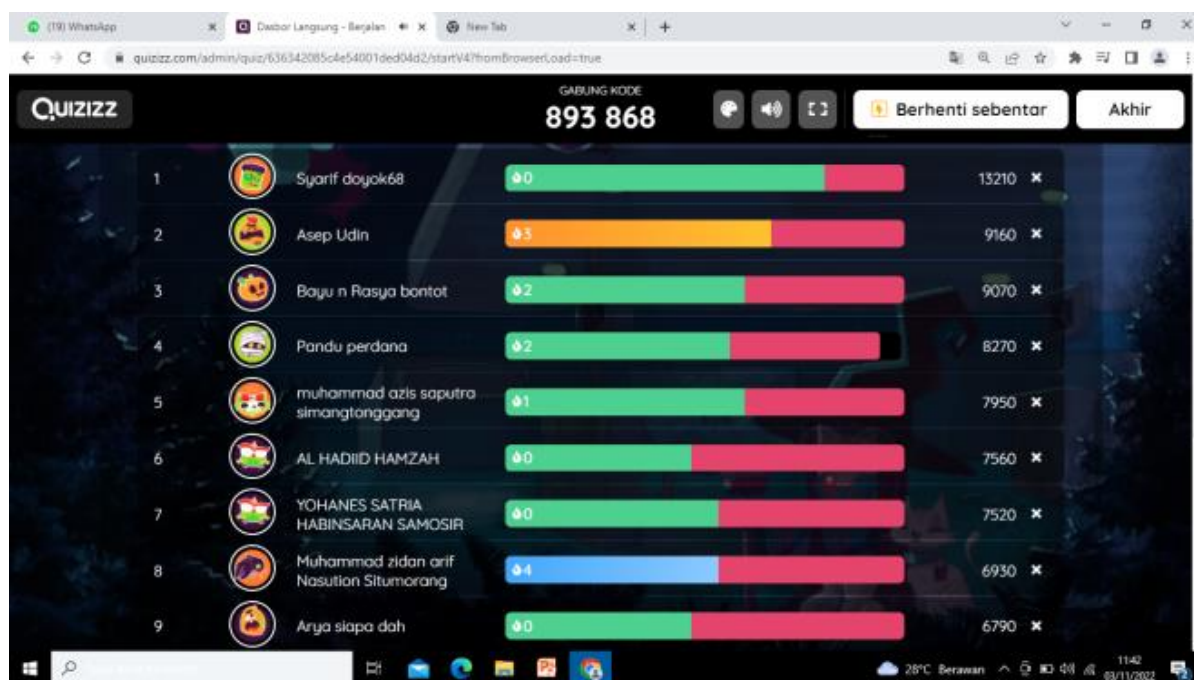 (19) WhatsApp
Dasbor Langsung - Berjalan
New Tab
quizizz.com/admin/quiz/636342085c4e54001ded04d2/startV4?fromBrowserLoad=true
QUIZIZZ
GABUNG KODE
893 868
Berhenti sebentar
Akhir
1 Syarif doyok68 0 13210
2 Asep Udin 3 9160
3 Bayu n Rasya bontot 2 9070
4 Pandu perdana 2 8270
5 muhammad azis saputra simangtonggang 1 7950
6 AL HADIID HAMZAH 0 7560
7 YOHANES SATRIA HABINSARAN SAMOSIR 0 7520
8 Muhammad zidan arif Nasution Situmorang 4 6930
9 Arya siapa dah 0 6790
28°C Berawan
11:42
03/11/2022